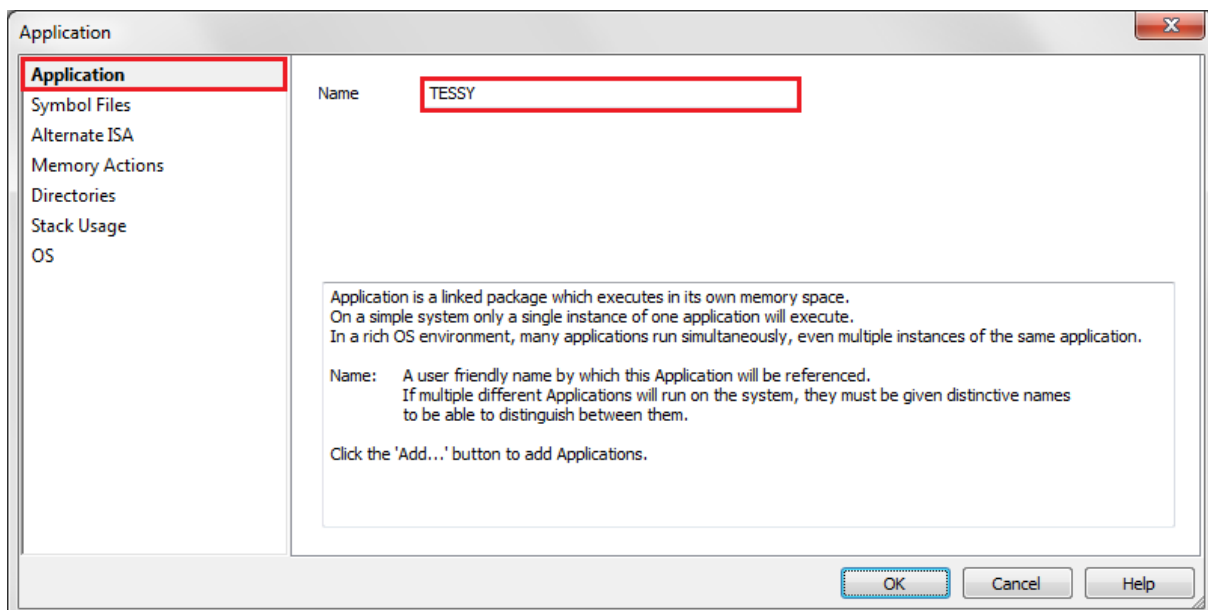 Application
Application
Symbol Files
Alternate ISA
Memory Actions
Directories
Stack Usage
OS
Name TESSY
Application is a linked package which executes in its own memory space.
On a simple system only a single instance of one application will execute.
In a rich OS environment, many applications run simultaneously, even multiple instances of the same application.
Name: A user friendly name by which this Application will be referenced.
If multiple different Applications will run on the system, they must be given distinctive names
to be able to distinguish between them.
Click the 'Add...' button to add Applications.
OK Cancel Help